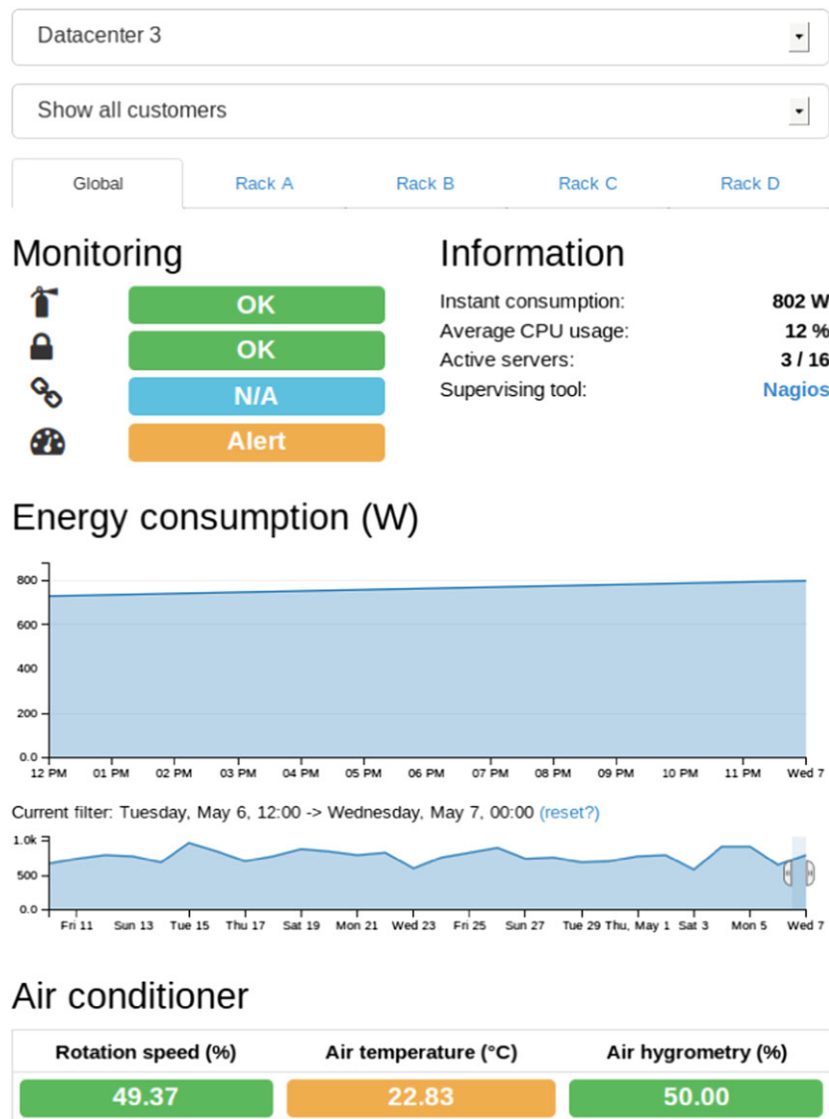 Datacenter 3
Show all customers
Global Rack A Rack B Rack C Rack D
Monitoring
OK
OK
N/A
Alert
Information
Instant consumption: 802 W
Average CPU usage: 12 %
Active servers: 3 / 16
Supervising tool: Nagios
Energy consumption (W)
800
600
400
200
0.0
12 PM 01 PM 02 PM 03 PM 04 PM 05 PM 06 PM 07 PM 08 PM 09 PM 10 PM 11 PM Wed 7
Current filter: Tuesday, May 6, 12:00 -> Wednesday, May 7, 00:00 (reset?)
1.0k
500
0.0
Fri 11 Sun 13 Tue 15 Thu 17 Sat 19 Mon 21 Wed 23 Fri 25 Sun 27 Tue 29 Thu, May 1 Sat 3 Mon 5 Wed 7
Air conditioner
Rotation speed (%) Air temperature (°C) Air hygrometry (%)
49.37 22.83 50.00